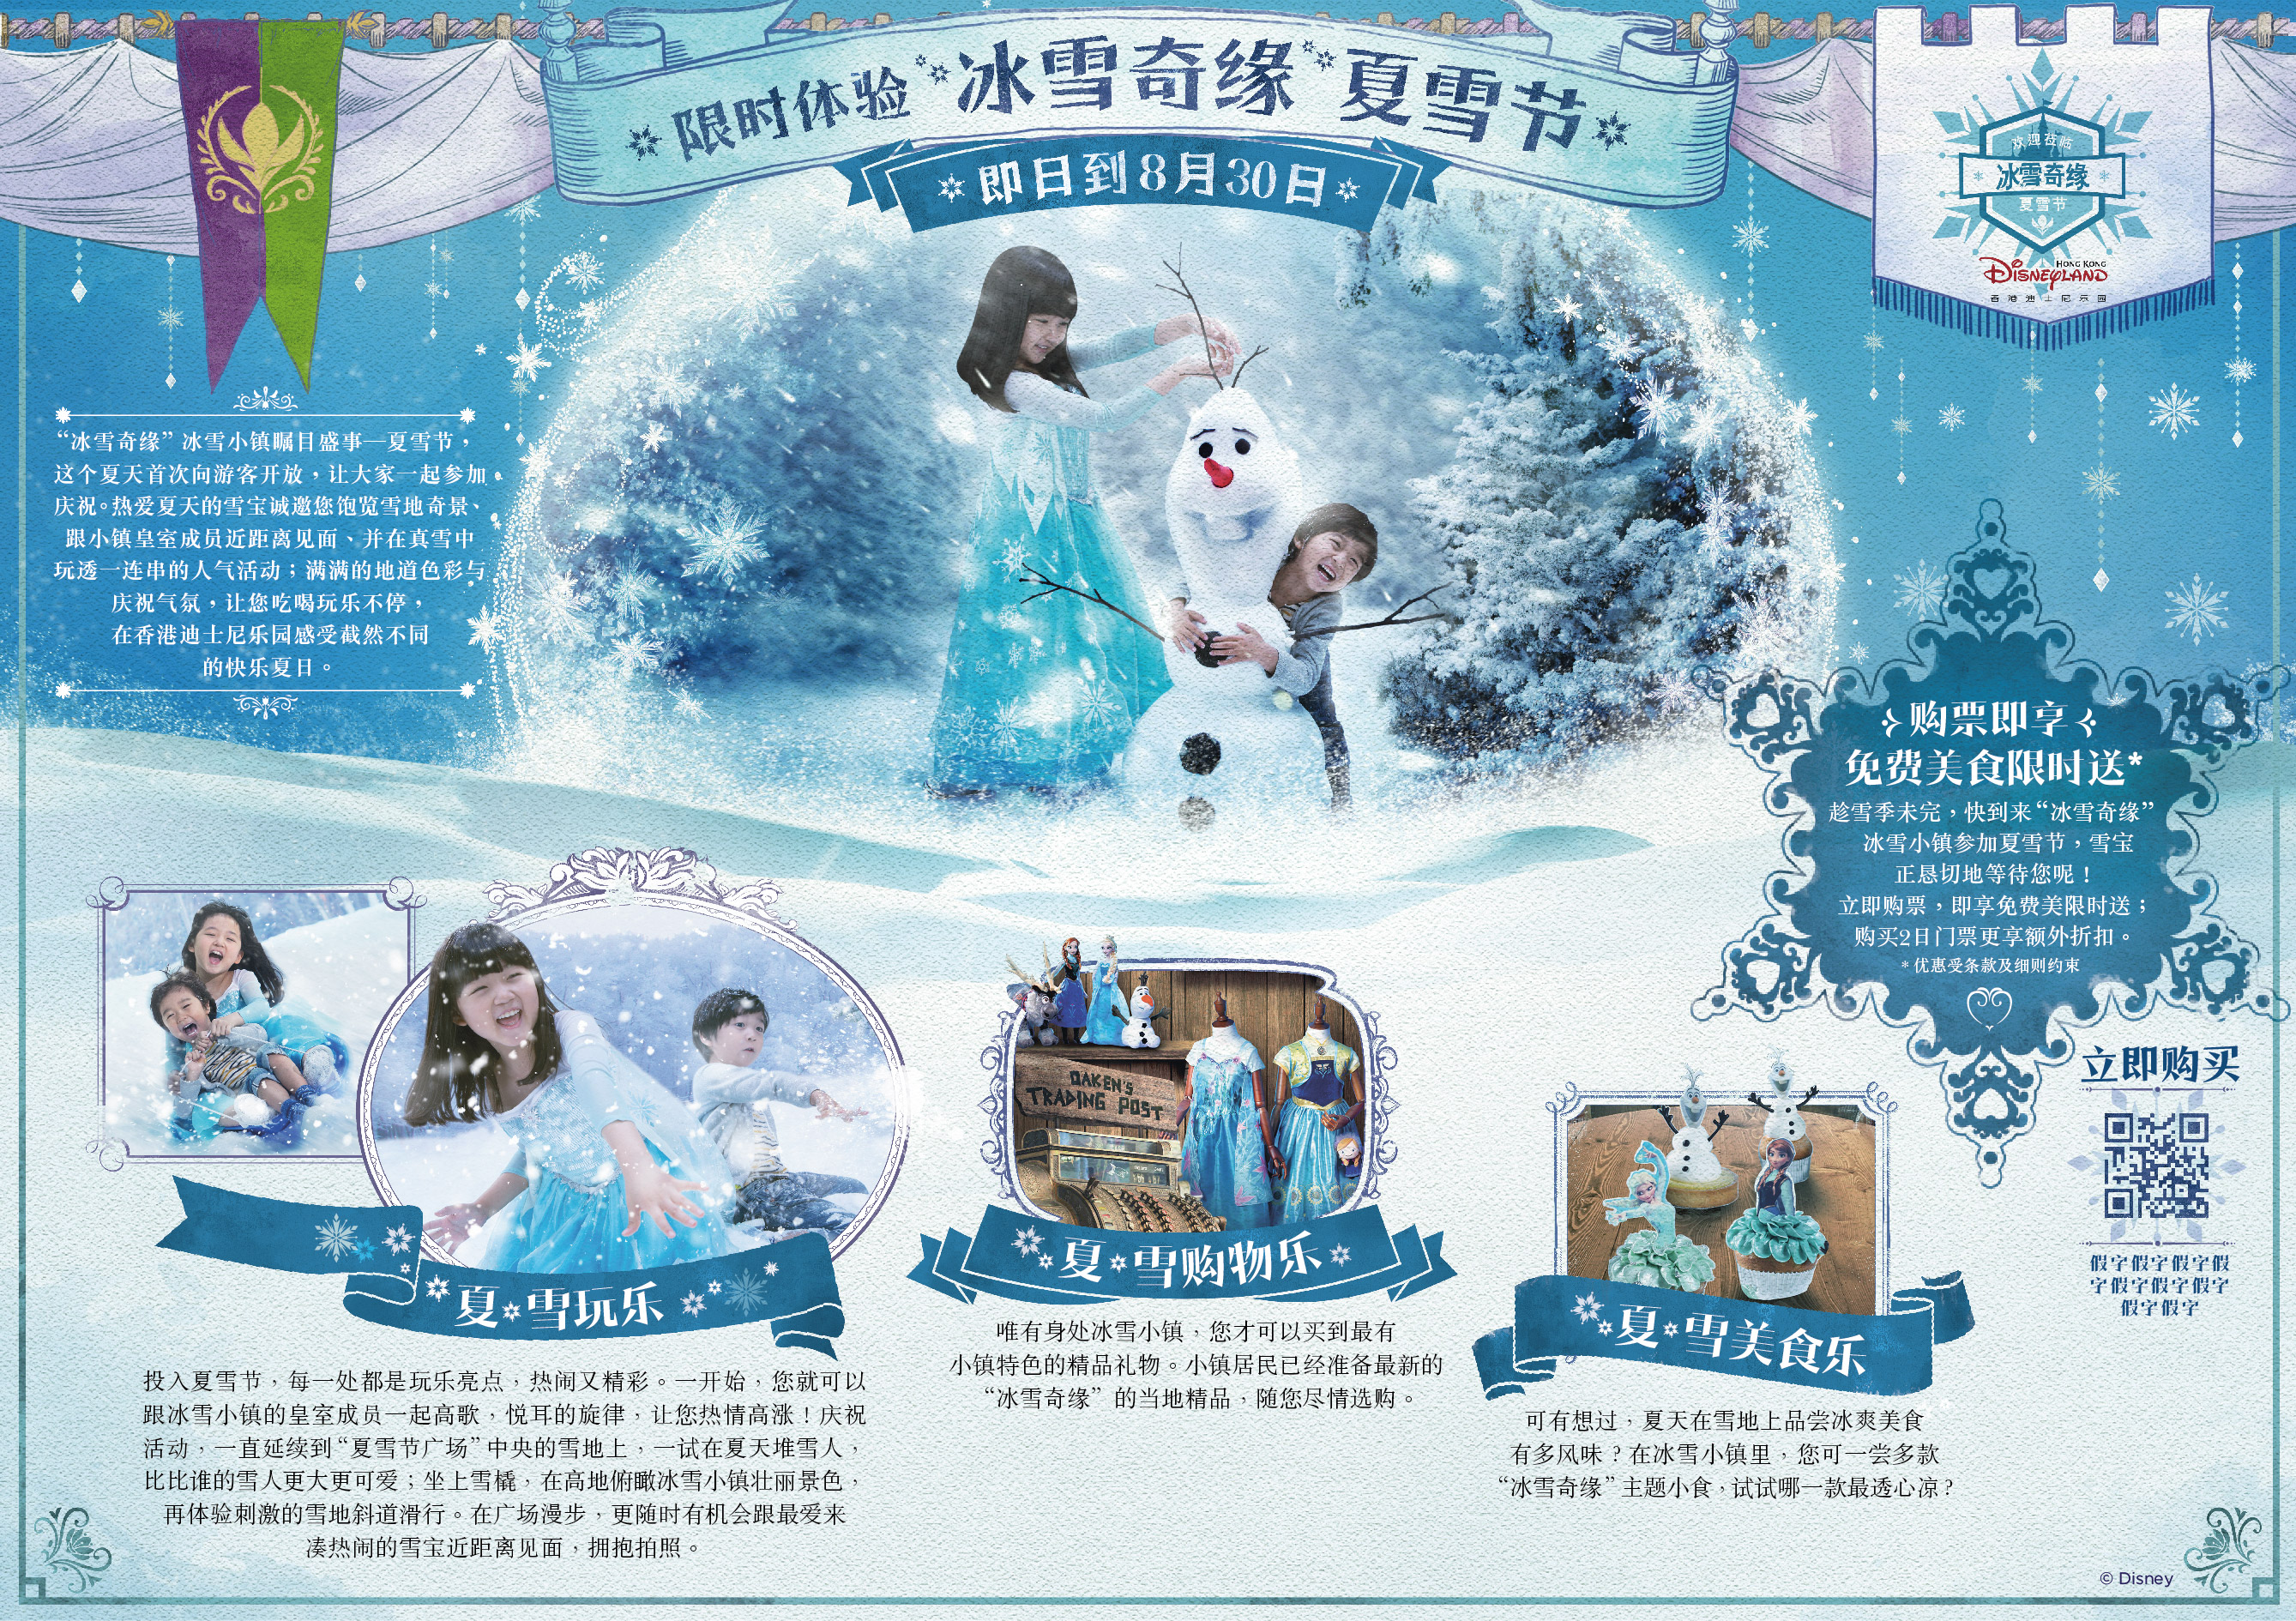 限时体验 冰雪奇缘 夏雪节
即日到8月30日
欢迎莅临
冰雪奇缘
夏雪节
HONG KONG
DISNEYLAND
香港迪士尼乐园
“冰雪奇缘”冰雪小镇瞩目盛事—夏雪节，
这个夏天首次向游客开放，让大家一起参加
庆祝。热爱夏天的雪宝诚邀您饱览雪地奇景、
跟小镇皇室成员近距离见面、并在真雪中
玩透一连串的人气活动；满满的地道色彩与
庆祝气氛，让您吃喝玩乐不停，
在香港迪士尼乐园感受截然不同
的快乐夏日。
购票即享
免费美食限时送*
趁雪季未完，快到来“冰雪奇缘”
冰雪小镇参加夏雪节，雪宝
正恳切地等待您呢！
立即购票，即享免费美限时送；
购买2日门票更享额外折扣。
*优惠受条款及细则约束
立即购买
假字假字假字假
字假字假字假字
假字假字
OAKEN'S
TRADING POST
夏雪玩乐
投入夏雪节，每一处都是玩乐亮点，热闹又精彩。一开始，您就可以
跟冰雪小镇的皇室成员一起高歌，悦耳的旋律，让您热情高涨！庆祝
活动，一直延续到“夏雪节广场”中央的雪地上，一试在夏天堆雪人，
比比谁的雪人更大更可爱；坐上雪橇，在高地俯瞰冰雪小镇壮丽景色，
再体验刺激的雪地斜道滑行。在广场漫步，更随时有机会跟最爱来
凑热闹的雪宝近距离见面，拥抱拍照。
夏雪购物乐
唯有身处冰雪小镇，您才可以买到最有
小镇特色的精品礼物。小镇居民已经准备最新的
“冰雪奇缘”的当地精品，随您尽情选购。
夏雪美食乐
可有想过，夏天在雪地上品尝冰爽美食
有多风味？在冰雪小镇里，您可一尝多款
“冰雪奇缘”主题小食，试试哪一款最透心凉？
© Disney